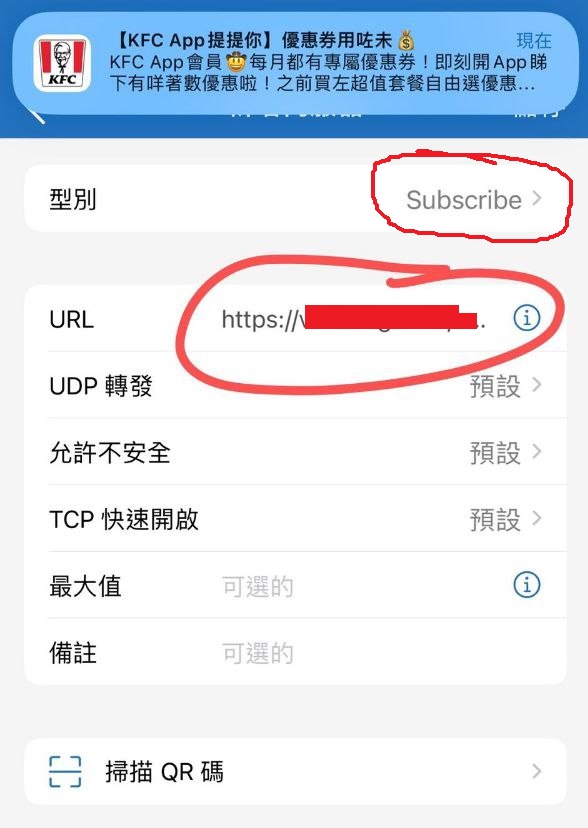 【KFC App提提你】優惠券用咗未💰
現在
KFC App會員🤠每月都有專屬優惠券！即刻開App睇
下有咩著數優惠啦！之前買左超值套餐自由選優惠...
KFC
型別
Subscribe
URL
https://
UDP 轉發
預設
允許不安全
預設
TCP 快速開啟
預設
最大值
可選的
備註
可選的
掃描 QR 碼